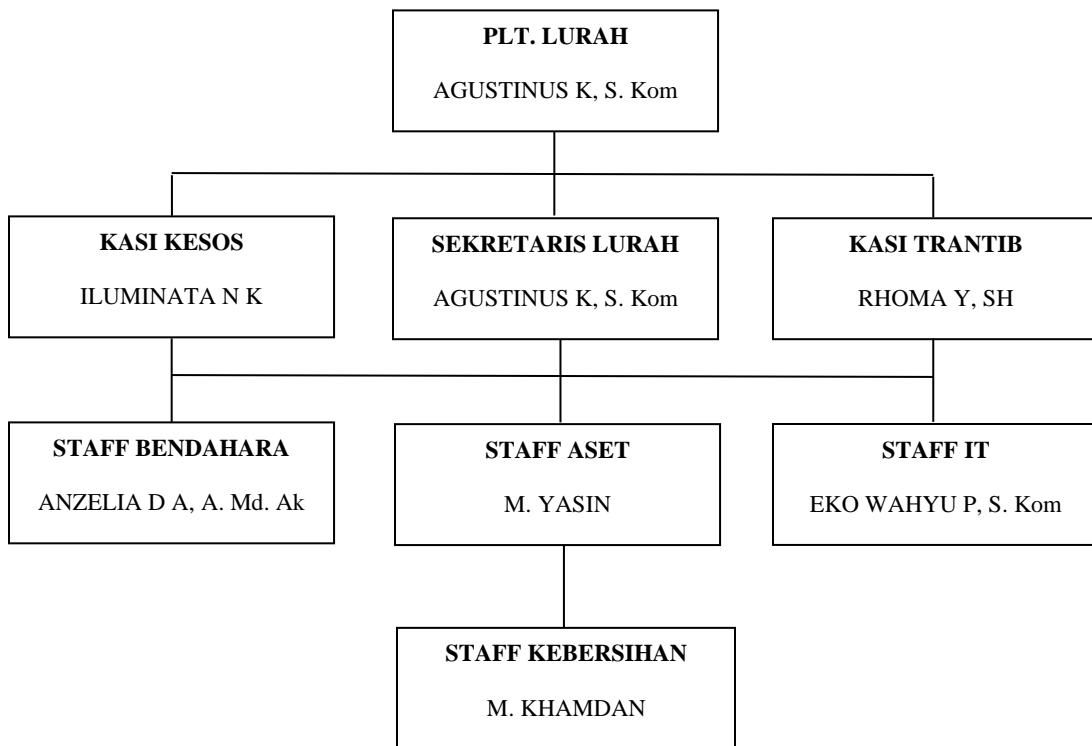 PLT. LURAH
AGUSTINUS K, S. Kom
KASI KESOS
ILUMINATA N K
SEKRETARIS LURAH
AGUSTINUS K, S. Kom
KASI TRANTIB
RHOMA Y, SH
STAFF BENDAHARA
ANZELIA D A, A. Md. Ak
STAFF ASET
M. YASIN
STAFF IT
EKO WAHYU P, S. Kom
STAFF KEBERSIHAN
M. KHAMDAN